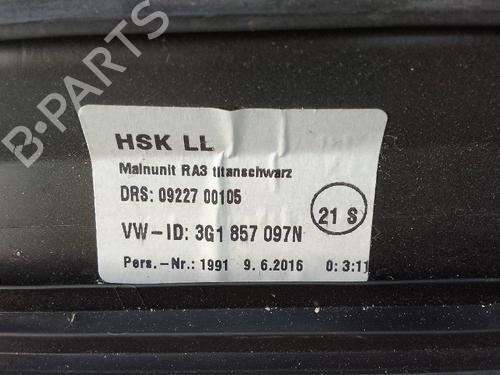 HSK LL
Mainunit RA3 titanschwarz
DRS: 09227 00105
21 S
VW-ID: 3G1 857 097N
Pers.-Nr.: 1991 9.6.2016 0:3:11
B-PARTS